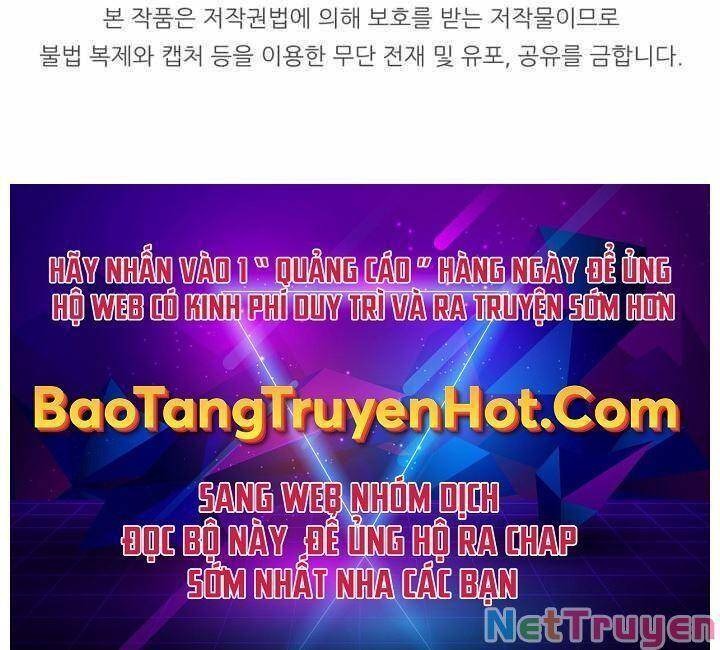 본 작품은 저작권법에 의해 보호를 받는 저작물이므로
불법 복제와 캡처 등을 이용한 무단 전재 및 유포, 공유를 금합니다.
HÃY NHẤN VÀO 1 “ QUẢNG CÁO ” HÀNG NGÀY ĐỂ ỦNG
HỘ WEB CÓ KINH PHÍ DUY TRÌ VÀ RA TRUYỆN SỚM HƠN
BaoTangTruyenHot.Com
SANG WEB NHÓM DỊCH
ĐỌC BỘ NÀY ĐỂ ỦNG HỘ RA CHAP
SỚM NHẤT NHA CÁC BẠN
NetTruyen